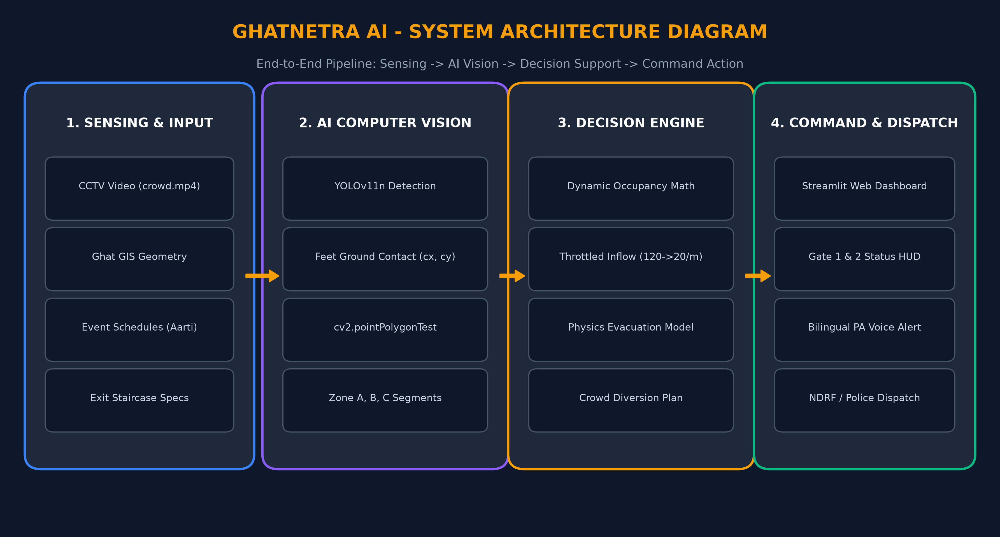 GHATNETRA AI - SYSTEM ARCHITECTURE DIAGRAM
End-to-End Pipeline: Sensing -> AI Vision -> Decision Support -> Command Action
1. SENSING & INPUT
CCTV Video (crowd.mp4)
Ghat GIS Geometry
Event Schedules (Aarti)
Exit Staircase Specs
2. AI COMPUTER VISION
YOLOv11n Detection
Feet Ground Contact (cx, cy)
cv2.pointPolygonTest
Zone A, B, C Segments
3. DECISION ENGINE
Dynamic Occupancy Math
Throttled Inflow (120->20/m)
Physics Evacuation Model
Crowd Diversion Plan
4. COMMAND & DISPATCH
Streamlit Web Dashboard
Gate 1 & 2 Status HUD
Bilingual PA Voice Alert
NDRF / Police Dispatch